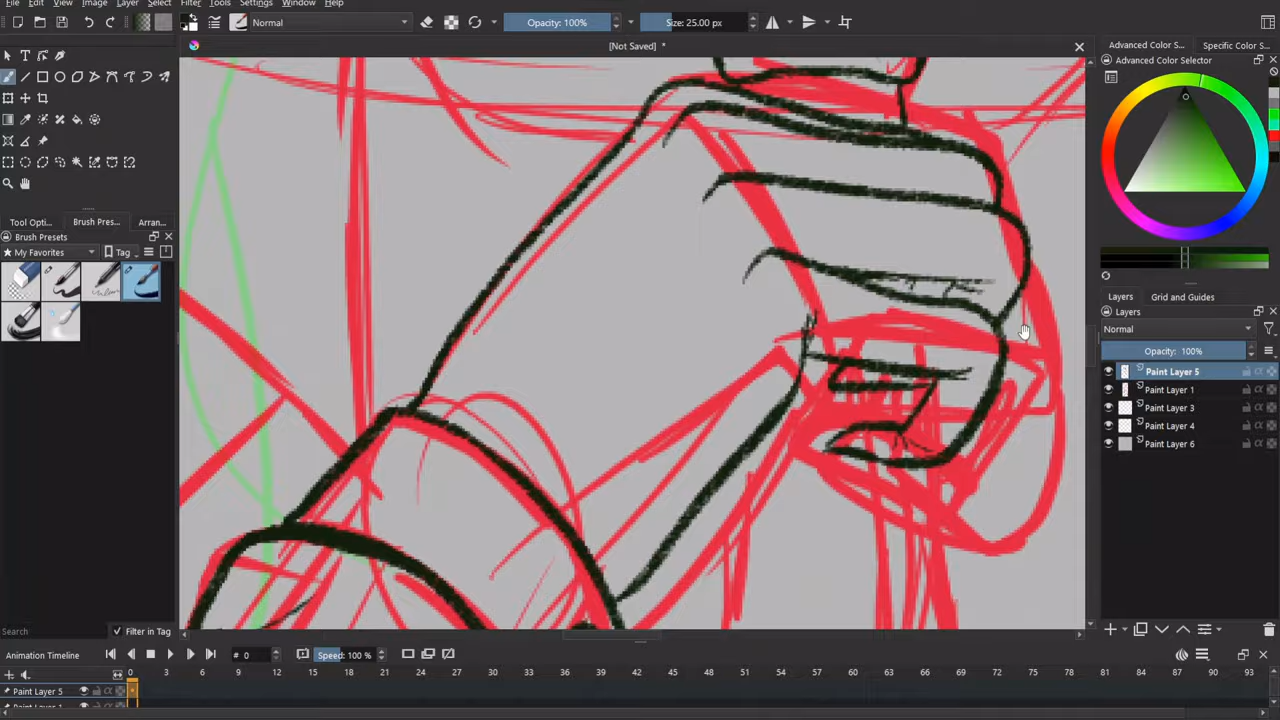 File Edit View Image Layer Select Filter Tools Settings Window Help
Normal
Opacity: 100%
Size: 25.00 px
[Not Saved] *
Advanced Color S...
Specific Color S...
Advanced Color Selector
Tool Opti...
Brush Pres...
Arran...
Brush Presets
My Favorites
Tag
Layers
Grid and Guides
Layers
Normal
Opacity: 100%
Paint Layer 5
Paint Layer 1
Paint Layer 3
Paint Layer 4
Paint Layer 6
Search
Filter in Tag
Animation Timeline
# 0
Speed: 100 %
0 3 6 9 12 15 18 21 24 27 30 33 36 39 42 45 48 51 54 57 60 63 66 69 72 75 78 81 84 87 90 93
Paint Layer 5
Paint Layer 1